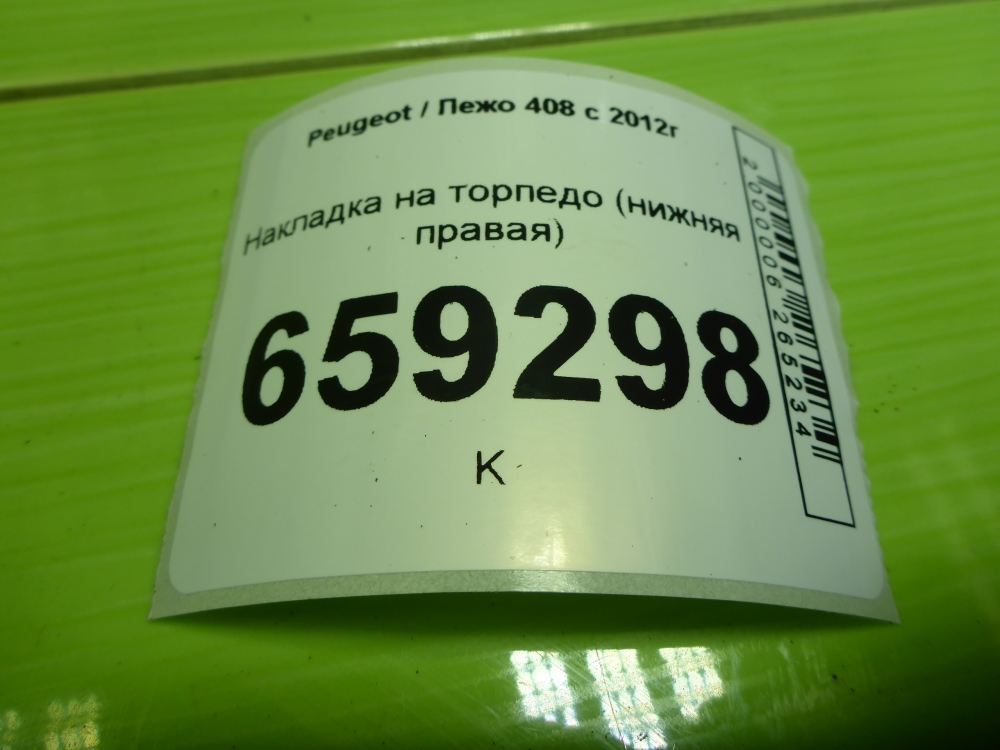 Peugeot / Пежо 408 с 2012г
Накладка на торпедо (нижняя
правая)
659298
К
2000006265234